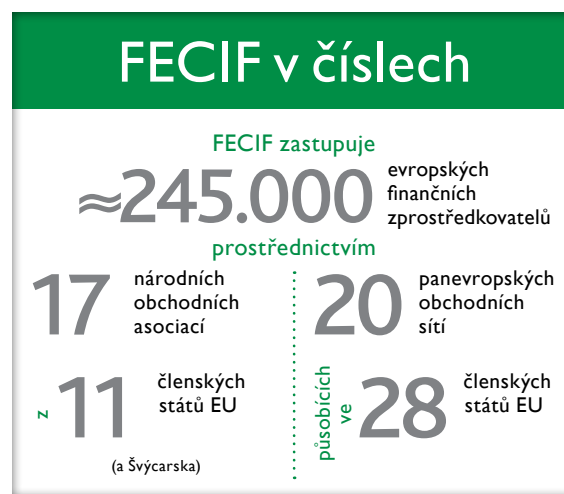 FECIF v číslech
FECIF zastupuje
≈245.000 evropských
finančních
zprostředkovatelů
prostřednictvím
17 národních
obchodních
asociací
z 11 členských
států EU
(a Švýcarska)
20 panevropských
obchodních
sítí
působících
ve
28 členských
států EU